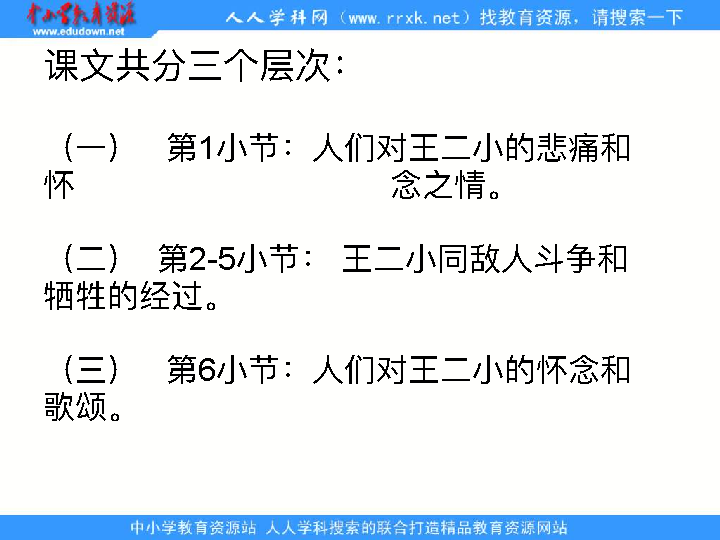 中小学教育资源
www.edudown.net
人人学科网（www.rrxk.net）找教育资源，请搜索一下
课文共分三个层次：
（一） 第1小节：人们对王二小的悲痛和
怀 念之情。
（二） 第2-5小节： 王二小同敌人斗争和
牺牲的经过。
（三） 第6小节：人们对王二小的怀念和
歌颂。
中小学教育资源站 人人学科搜索的联合打造精品教育资源网站